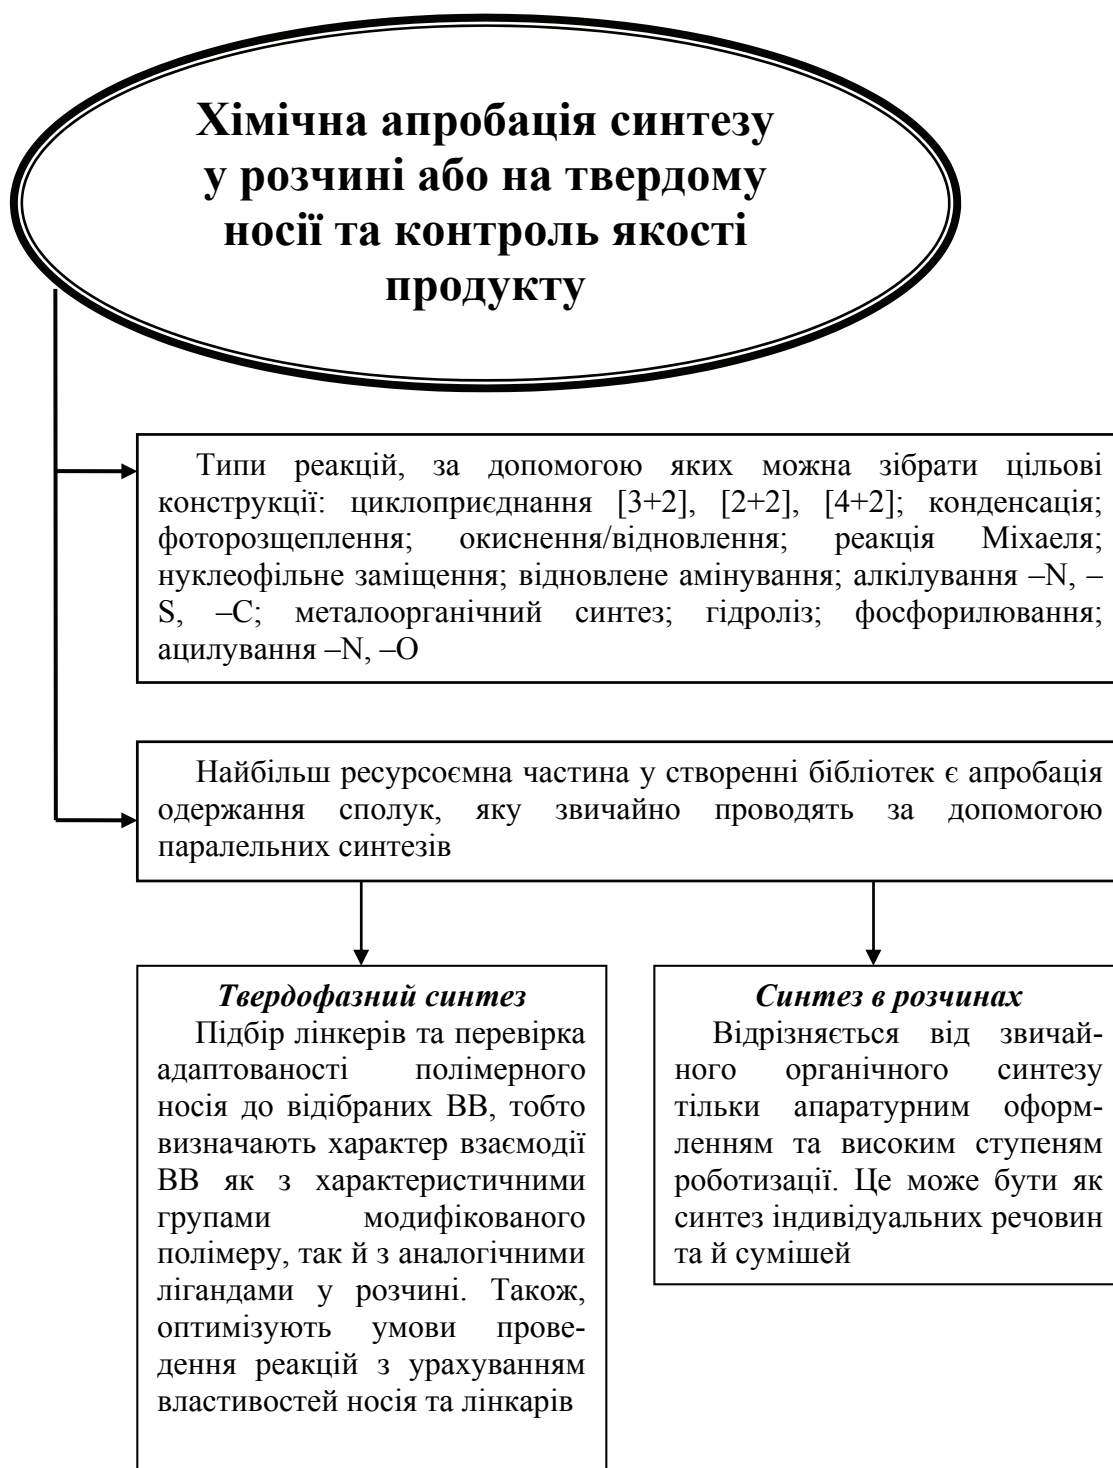 Хімічна апробація синтезу
у розчині або на твердому
носії та контроль якості
продукту
Типи реакцій, за допомогою яких можна зібрати цільові
конструкції: циклоприєднання [3+2], [2+2], [4+2]; конденсація;
фоторозщеплення; окиснення/відновлення; реакція Міхаеля;
нуклеофільне заміщення; відновлене амінування; алкілування –N, –
S, –C; металоорганічний синтез; гідроліз; фосфорилювання;
ацилування –N, –O
Найбільш ресурсоємна частина у створенні бібліотек є апробація
одержання сполук, яку звичайно проводять за допомогою
паралельних синтезів
Твердофазний синтез
Підбір лінкерів та перевірка
адаптованості полімерного
носія до відібраних ВВ, тобто
визначають характер взаємодії
ВВ як з характеристичними
групами модифікованого
полімеру, так й з аналогічними
лігандами у розчині. Також,
оптимізують умови прове-
дення реакцій з урахуванням
властивостей носія та лінкарів
Синтез в розчинах
Відрізняється від звичай-
ного органічного синтезу
тільки апаратурним оформ-
ленням та високим ступеням
роботизації. Це може бути як
синтез індивідуальних речовин
та й сумішей